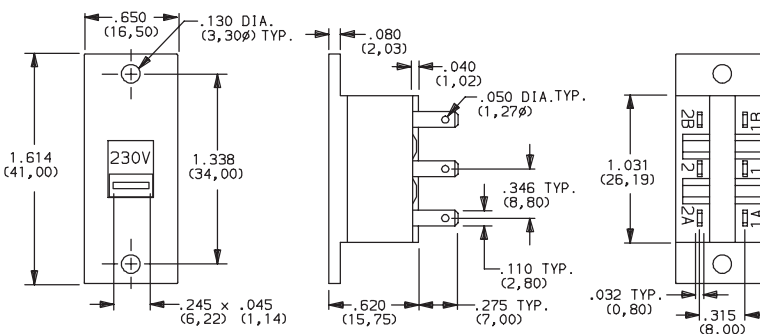 .650
(16,50)
.130 DIA.
(3,30ø) TYP.
1.614
(41,00)
230V
1.338
(34,00)
.245 x .045
(6,22) (1,14)
.080
(2,03)
.040
(1,02)
.050 DIA.TYP.
(1,27ø)
.346 TYP.
(8,80)
.110 TYP.
(2,80)
.620
(15,75)
.275 TYP.
(7,00)
2B
1B
1.031
(26,19)
2
1
2A
1A
.032 TYP.
(0,80)
.315
(8,00)